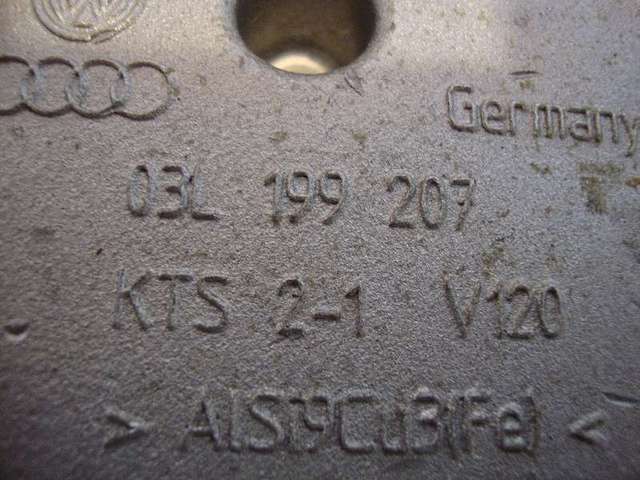 Germany
03L 199 207
KTS 2-1 V120
> AlSi9Cu3(Fe) <